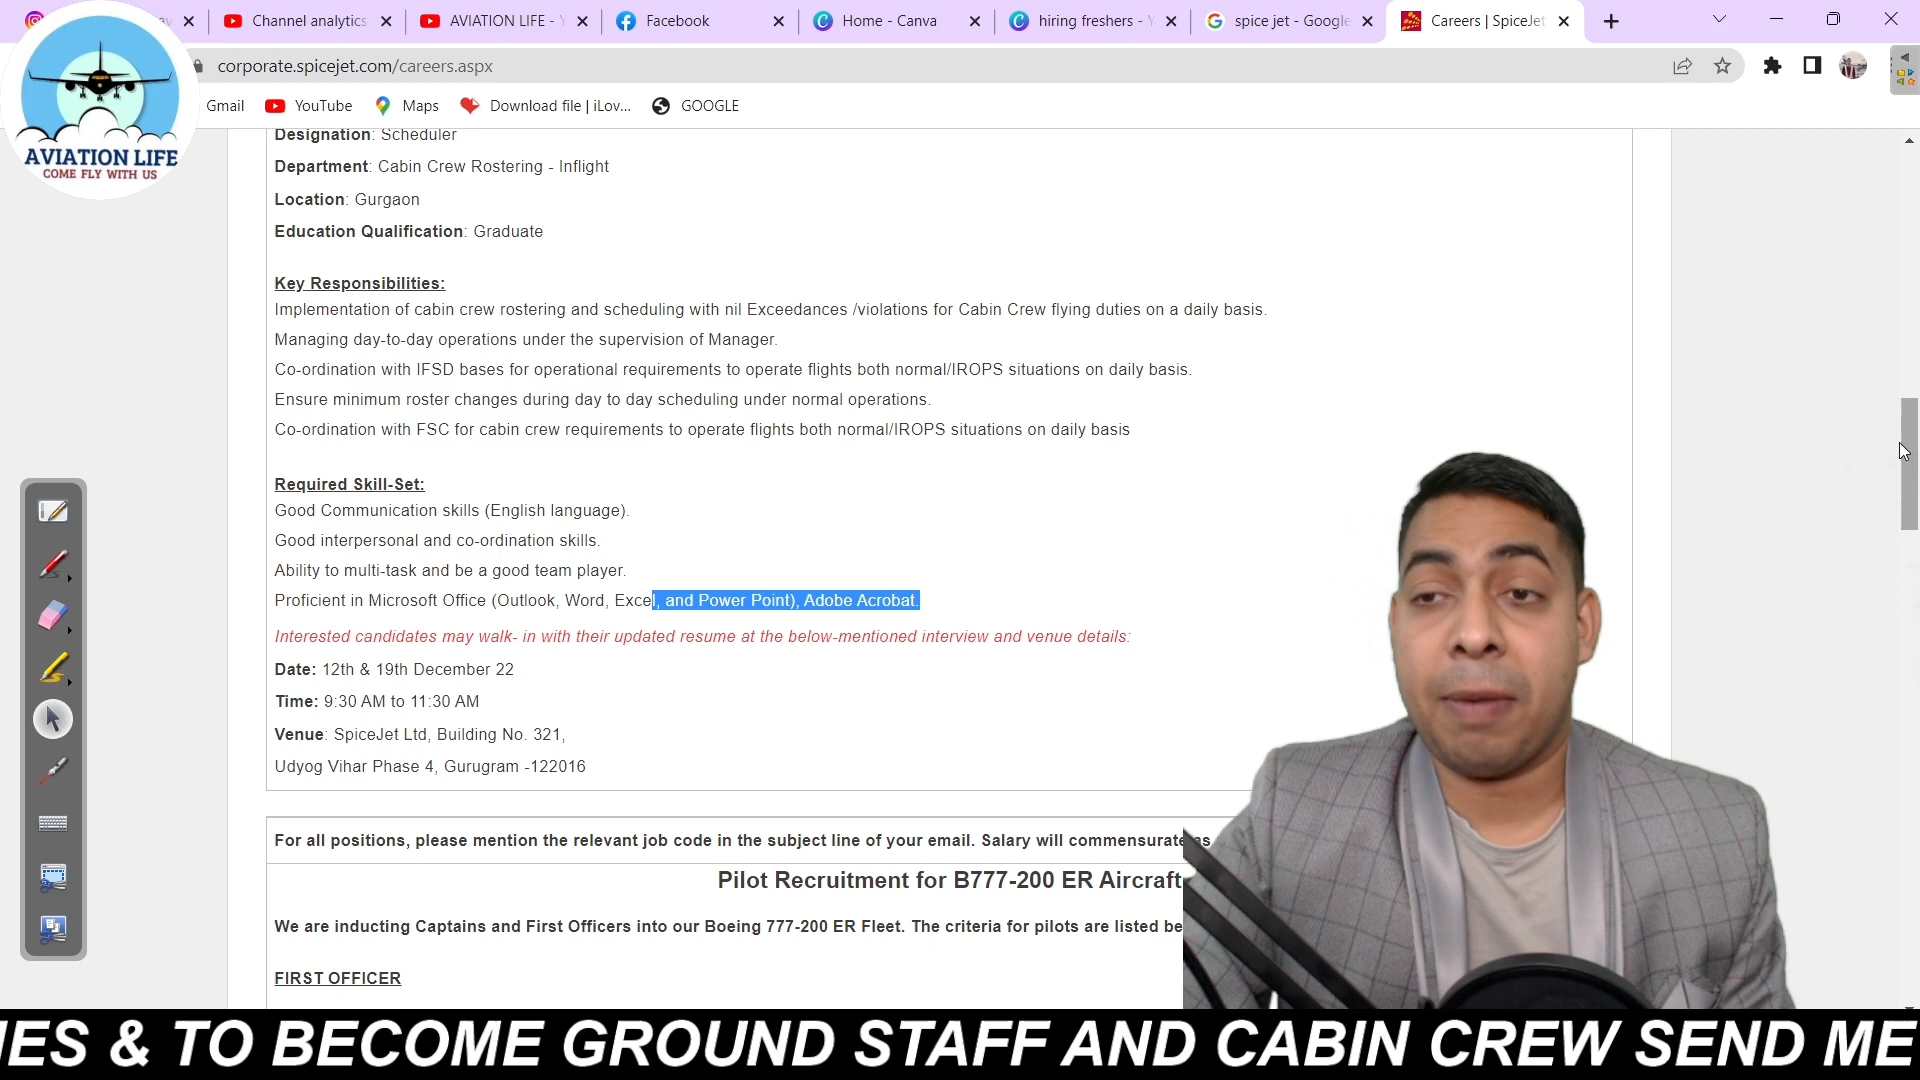 Channel analytics
AVIATION LIFE - Y
Facebook
Home - Canva
hiring freshers - Y
spice jet - Google
Careers | SpiceJet
corporate.spicejet.com/careers.aspx
Gmail
YouTube
Maps
Download file | iLov...
GOOGLE
AVIATION LIFE
COME FLY WITH US
Designation: Scheduler
Department: Cabin Crew Rostering - Inflight
Location: Gurgaon
Education Qualification: Graduate
Key Responsibilities:
Implementation of cabin crew rostering and scheduling with nil Exceedances /violations for Cabin Crew flying duties on a daily basis.
Managing day-to-day operations under the supervision of Manager.
Co-ordination with IFSD bases for operational requirements to operate flights both normal/IROPS situations on daily basis.
Ensure minimum roster changes during day to day scheduling under normal operations.
Co-ordination with FSC for cabin crew requirements to operate flights both normal/IROPS situations on daily basis
Required Skill-Set:
Good Communication skills (English language).
Good interpersonal and co-ordination skills.
Ability to multi-task and be a good team player.
Proficient in Microsoft Office (Outlook, Word, Excel, and Power Point), Adobe Acrobat.
Interested candidates may walk- in with their updated resume at the below-mentioned interview and venue details:
Date: 12th & 19th December 22
Time: 9:30 AM to 11:30 AM
Venue: SpiceJet Ltd, Building No. 321,
Udyog Vihar Phase 4, Gurugram -122016
For all positions, please mention the relevant job code in the subject line of your email. Salary will commensurate as
Pilot Recruitment for B777-200 ER Aircraft
We are inducting Captains and First Officers into our Boeing 777-200 ER Fleet. The criteria for pilots are listed be
FIRST OFFICER
IES & TO BECOME GROUND STAFF AND CABIN CREW SEND ME